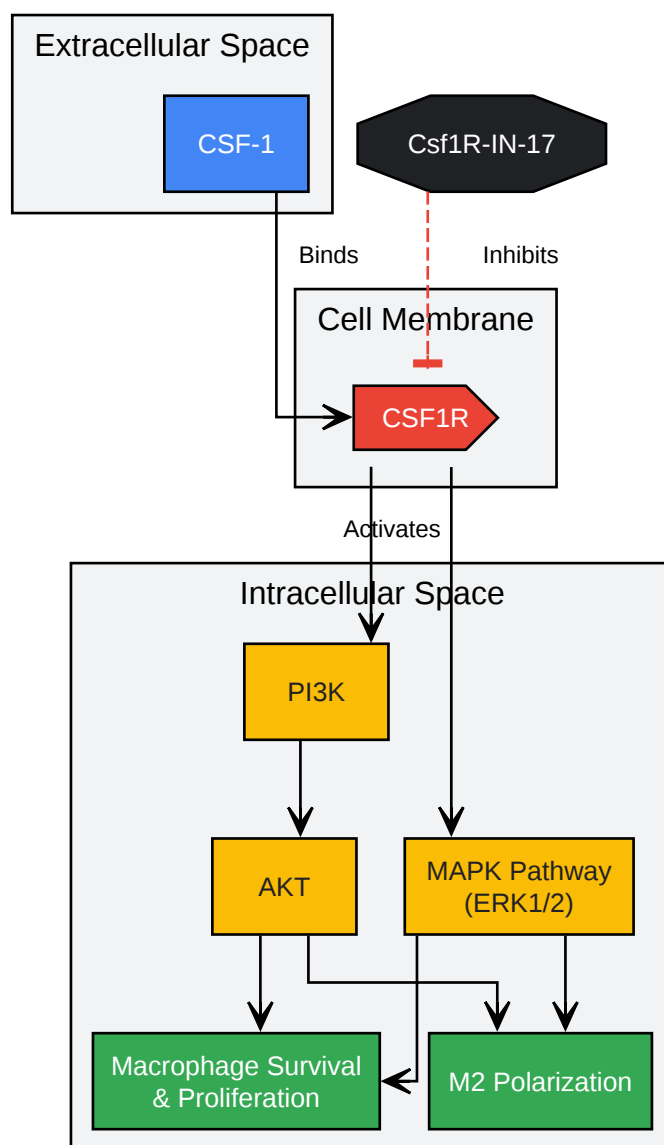 Extracellular Space
CSF-1
Csf1R-IN-17
Binds
Inhibits
Cell Membrane
CSF1R
Activates
Intracellular Space
PI3K
AKT
MAPK Pathway
(ERK1/2)
Macrophage Survival
& Proliferation
M2 Polarization